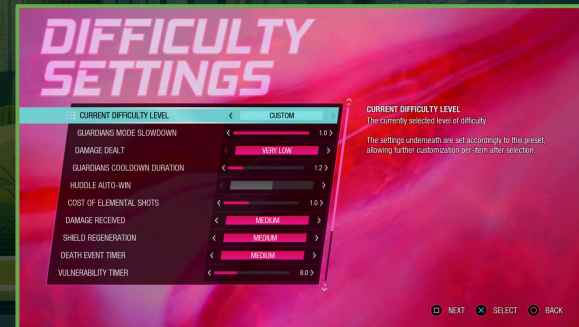 DIFFICULTY
SETTINGS
CURRENT DIFFICULTY LEVEL CUSTOM
GUARDIANS MODE SLOWDOWN 1.0
DAMAGE DEALT VERY LOW
GUARDIANS COOLDOWN DURATION 1.2
HUDDLE AUTO-WIN
COST OF ELEMENTAL SHOTS 1.0
DAMAGE RECEIVED MEDIUM
SHIELD REGENERATION MEDIUM
DEATH EVENT TIMER MEDIUM
VULNERABILITY TIMER 8.0
CURRENT DIFFICULTY LEVEL
The currently selected level of difficulty
The settings underneath are set accordingly to this preset,
allowing further customization per-item after selection.
NEXT SELECT BACK